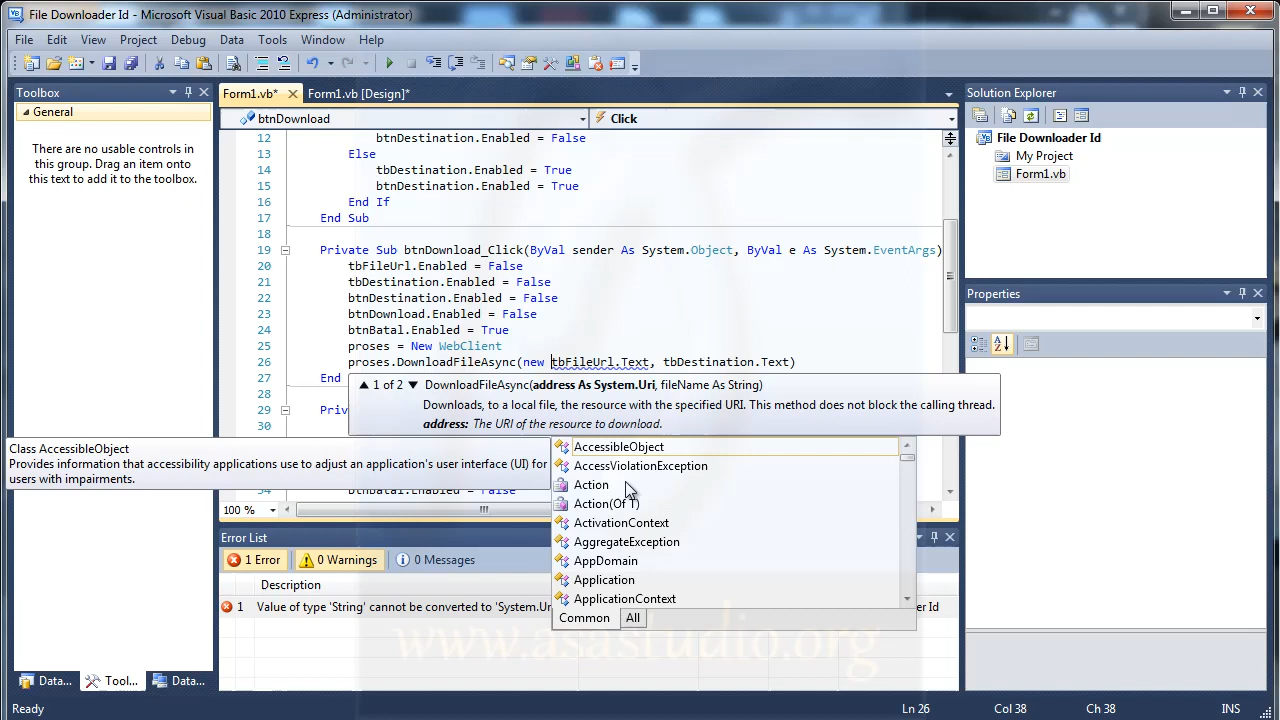 File Downloader Id - Microsoft Visual Basic 2010 Express (Administrator)
File Edit View Project Debug Data Tools Window Help
Toolbox
General
There are no usable controls in
this group. Drag an item onto
this text to add it to the toolbox.
Data... Tool... Data...
Form1.vb* Form1.vb [Design]*
btnDownload Click
12 btnDestination.Enabled = False
13 Else
14 tbDestination.Enabled = True
15 btnDestination.Enabled = True
16 End If
17 End Sub
18
19 Private Sub btnDownload_Click(ByVal sender As System.Object, ByVal e As System.EventArgs)
20 tbFileUrl.Enabled = False
21 tbDestination.Enabled = False
22 btnDestination.Enabled = False
23 btnDownload.Enabled = False
24 btnBatal.Enabled = True
25 proses = New WebClient
26 proses.DownloadFileAsync(new tbFileUrl.Text, tbDestination.Text)
27 End
28
29 Pri
30
1 of 2 DownloadFileAsync(address As System.Uri, fileName As String)
Downloads, to a local file, the resource with the specified URI. This method does not block the calling thread.
address: The URI of the resource to download.
Class AccessibleObject
Provides information that accessibility applications use to adjust an application's user interface (UI) for
users with impairments.
btnBatal.Enabled = True
AccessibleObject
AccessViolationException
Action
Action(Of T)
ActivationContext
AggregateException
AppDomain
Application
ApplicationContext
Common All
100 %
Error List
1 Error 0 Warnings 0 Messages
Description
1 Value of type 'String' cannot be converted to 'System.Ur
er Id
www.asastudio.org
Solution Explorer
File Downloader Id
My Project
Form1.vb
Properties
Ready Ln 26 Col 38 Ch 38 INS